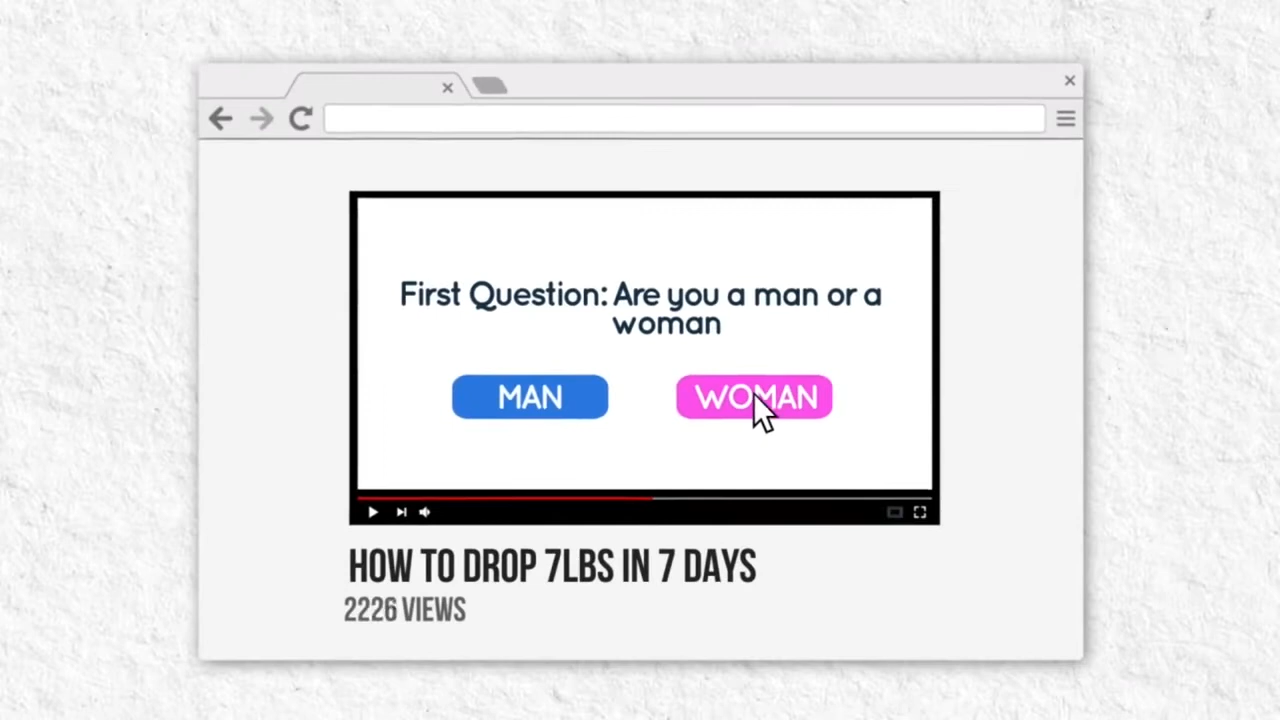 First Question: Are you a man or a
woman
MAN
WOMAN
HOW TO DROP 7LBS IN 7 DAYS
2226 VIEWS